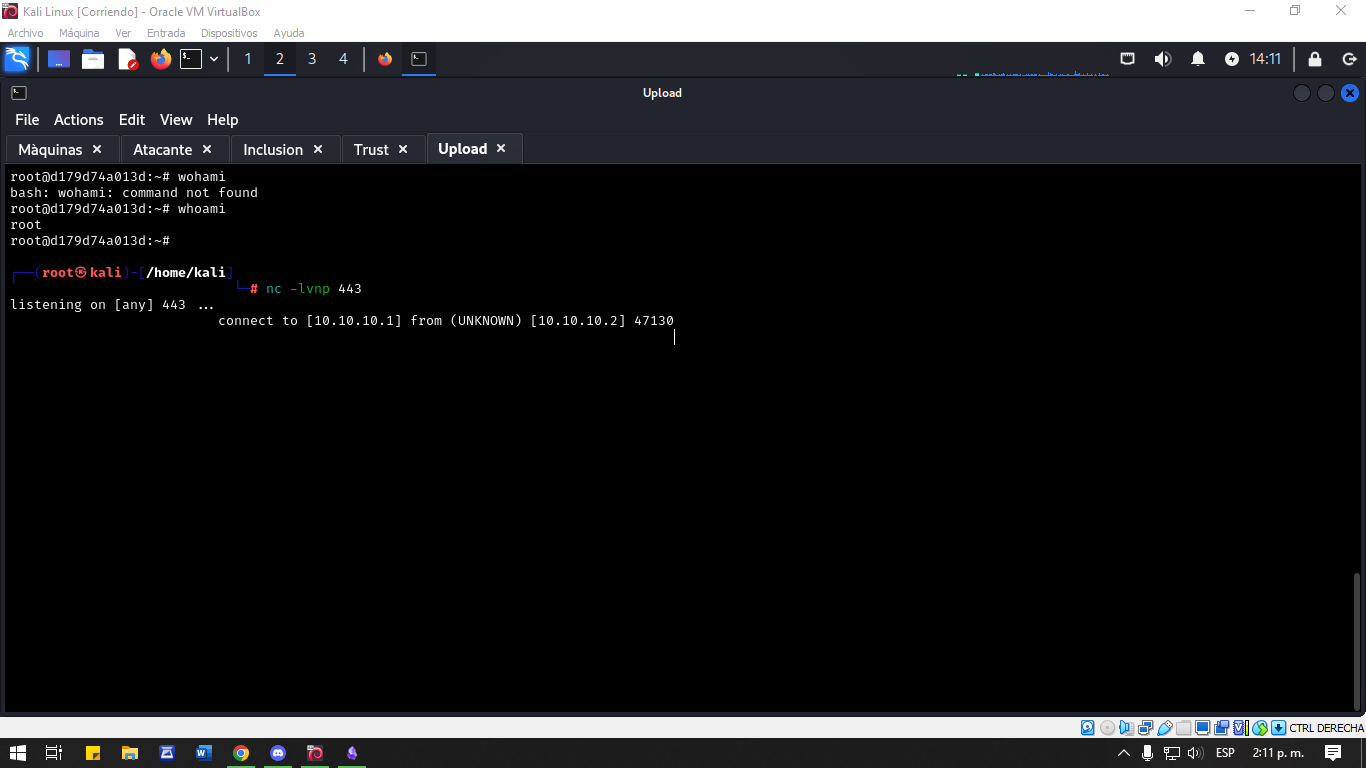 Kali Linux [Corriendo] - Oracle VM VirtualBox
Archivo Máquina Ver Entrada Dispositivos Ayuda
1 2 3 4 14:11
Upload
File Actions Edit View Help
Màquinas × Atacante × Inclusion × Trust × Upload ×
root@d179d74a013d:~# wohami
bash: wohami: command not found
root@d179d74a013d:~# whoami
root
root@d179d74a013d:~#
┌──(root㉿kali)-[/home/kali]
└─# nc -lvnp 443
listening on [any] 443 ...
connect to [10.10.10.1] from (UNKNOWN) [10.10.10.2] 47130
CTRL DERECHA
ESP 2:11 p. m.